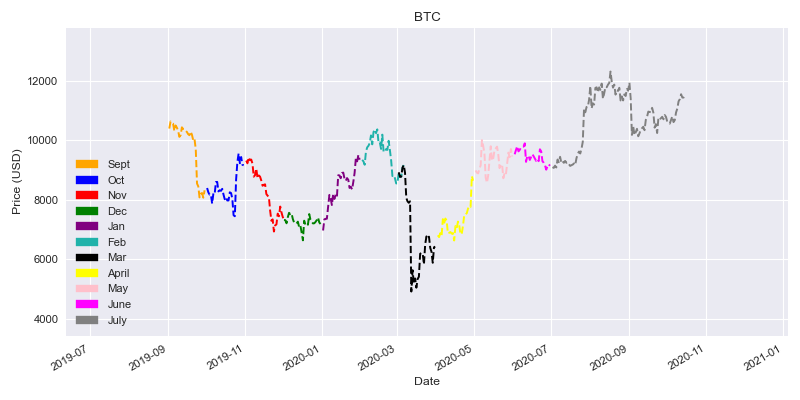 BTC
Price (USD)
12000
10000
8000
6000
4000
Sept
Oct
Nov
Dec
Jan
Feb
Mar
April
May
June
July
2019-07
2019-09
2019-11
2020-01
2020-03
2020-05
2020-07
2020-09
2020-11
2021-01
Date